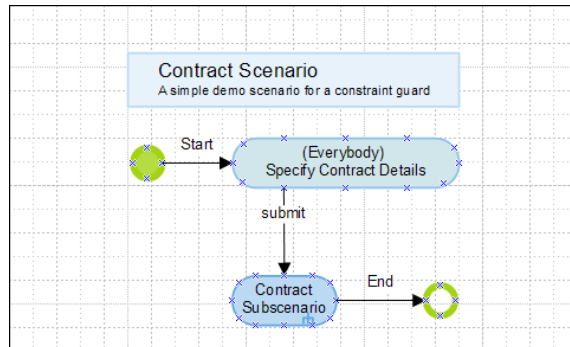 Contract Scenario
A simple demo scenario for a constraint guard
Start
(Everybody)
Specify Contract Details
submit
Contract
Subscenario
End